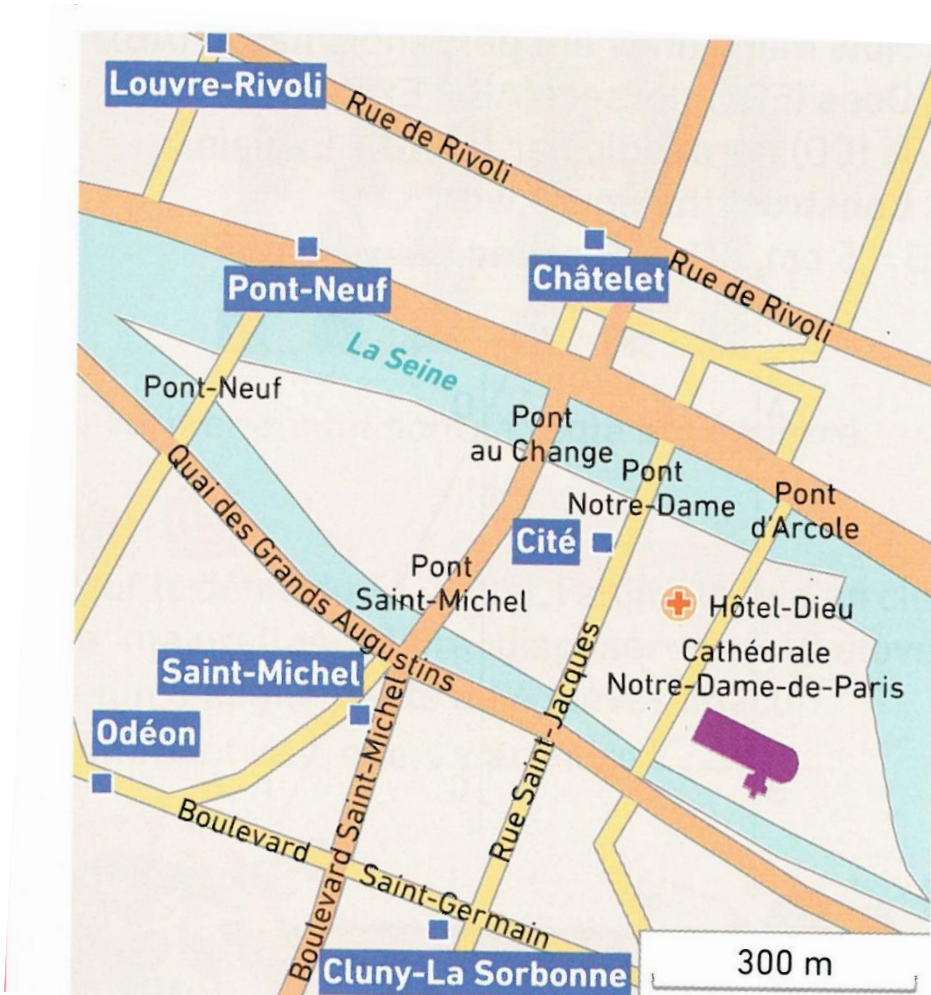 Louvre-Rivoli
Rue de Rivoli
Châtelet
Rue de Rivoli
Pont-Neuf
La Seine
Pont-Neuf
Pont
au Change
Pont
Notre-Dame
Pont
d'Arcole
Quai des Grands Augustins
Cité
Pont
Saint-Michel
Hôtel-Dieu
Cathédrale
Notre-Dame-de-Paris
Saint-Michel
Odéon
Rue Saint-Jacques
Boulevard Saint-Michel
Boulevard
Saint-Germain
Cluny-La Sorbonne
300 m